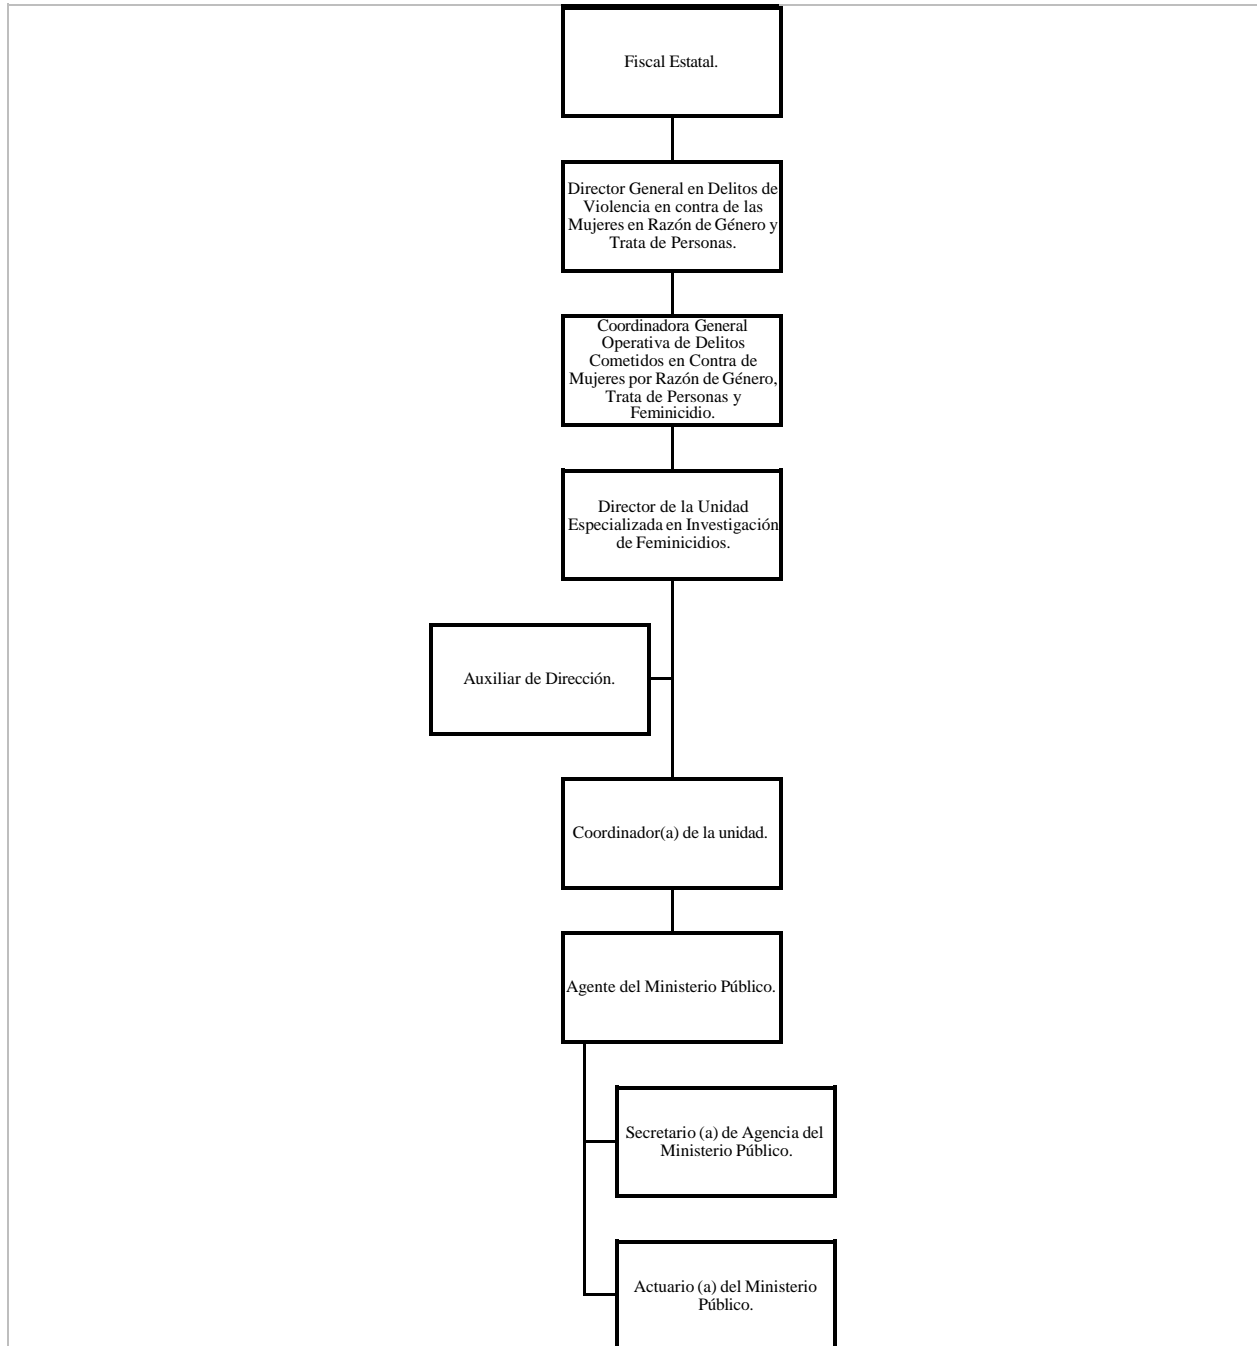 Fiscal Estatal.
Director General en Delitos de
Violencia en contra de las
Mujeres en Razón de Género y
Trata de Personas.
Coordinadora General
Operativa de Delitos
Cometidos en Contra de
Mujeres por Razón de Género,
Trata de Personas y
Feminicidio.
Director de la Unidad
Especializada en Investigación
de Feminicidios.
Auxiliar de Dirección.
Coordinador(a) de la unidad.
Agente del Ministerio Público.
Secretario (a) de Agencia del
Ministerio Público.
Actuario (a) del Ministerio
Público.